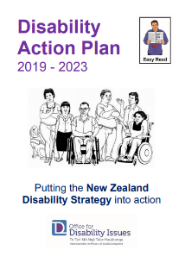 Disability
Action Plan
2019 - 2023
Easy Read
Putting the New Zealand
Disability Strategy into action
Office for
Disability Issues